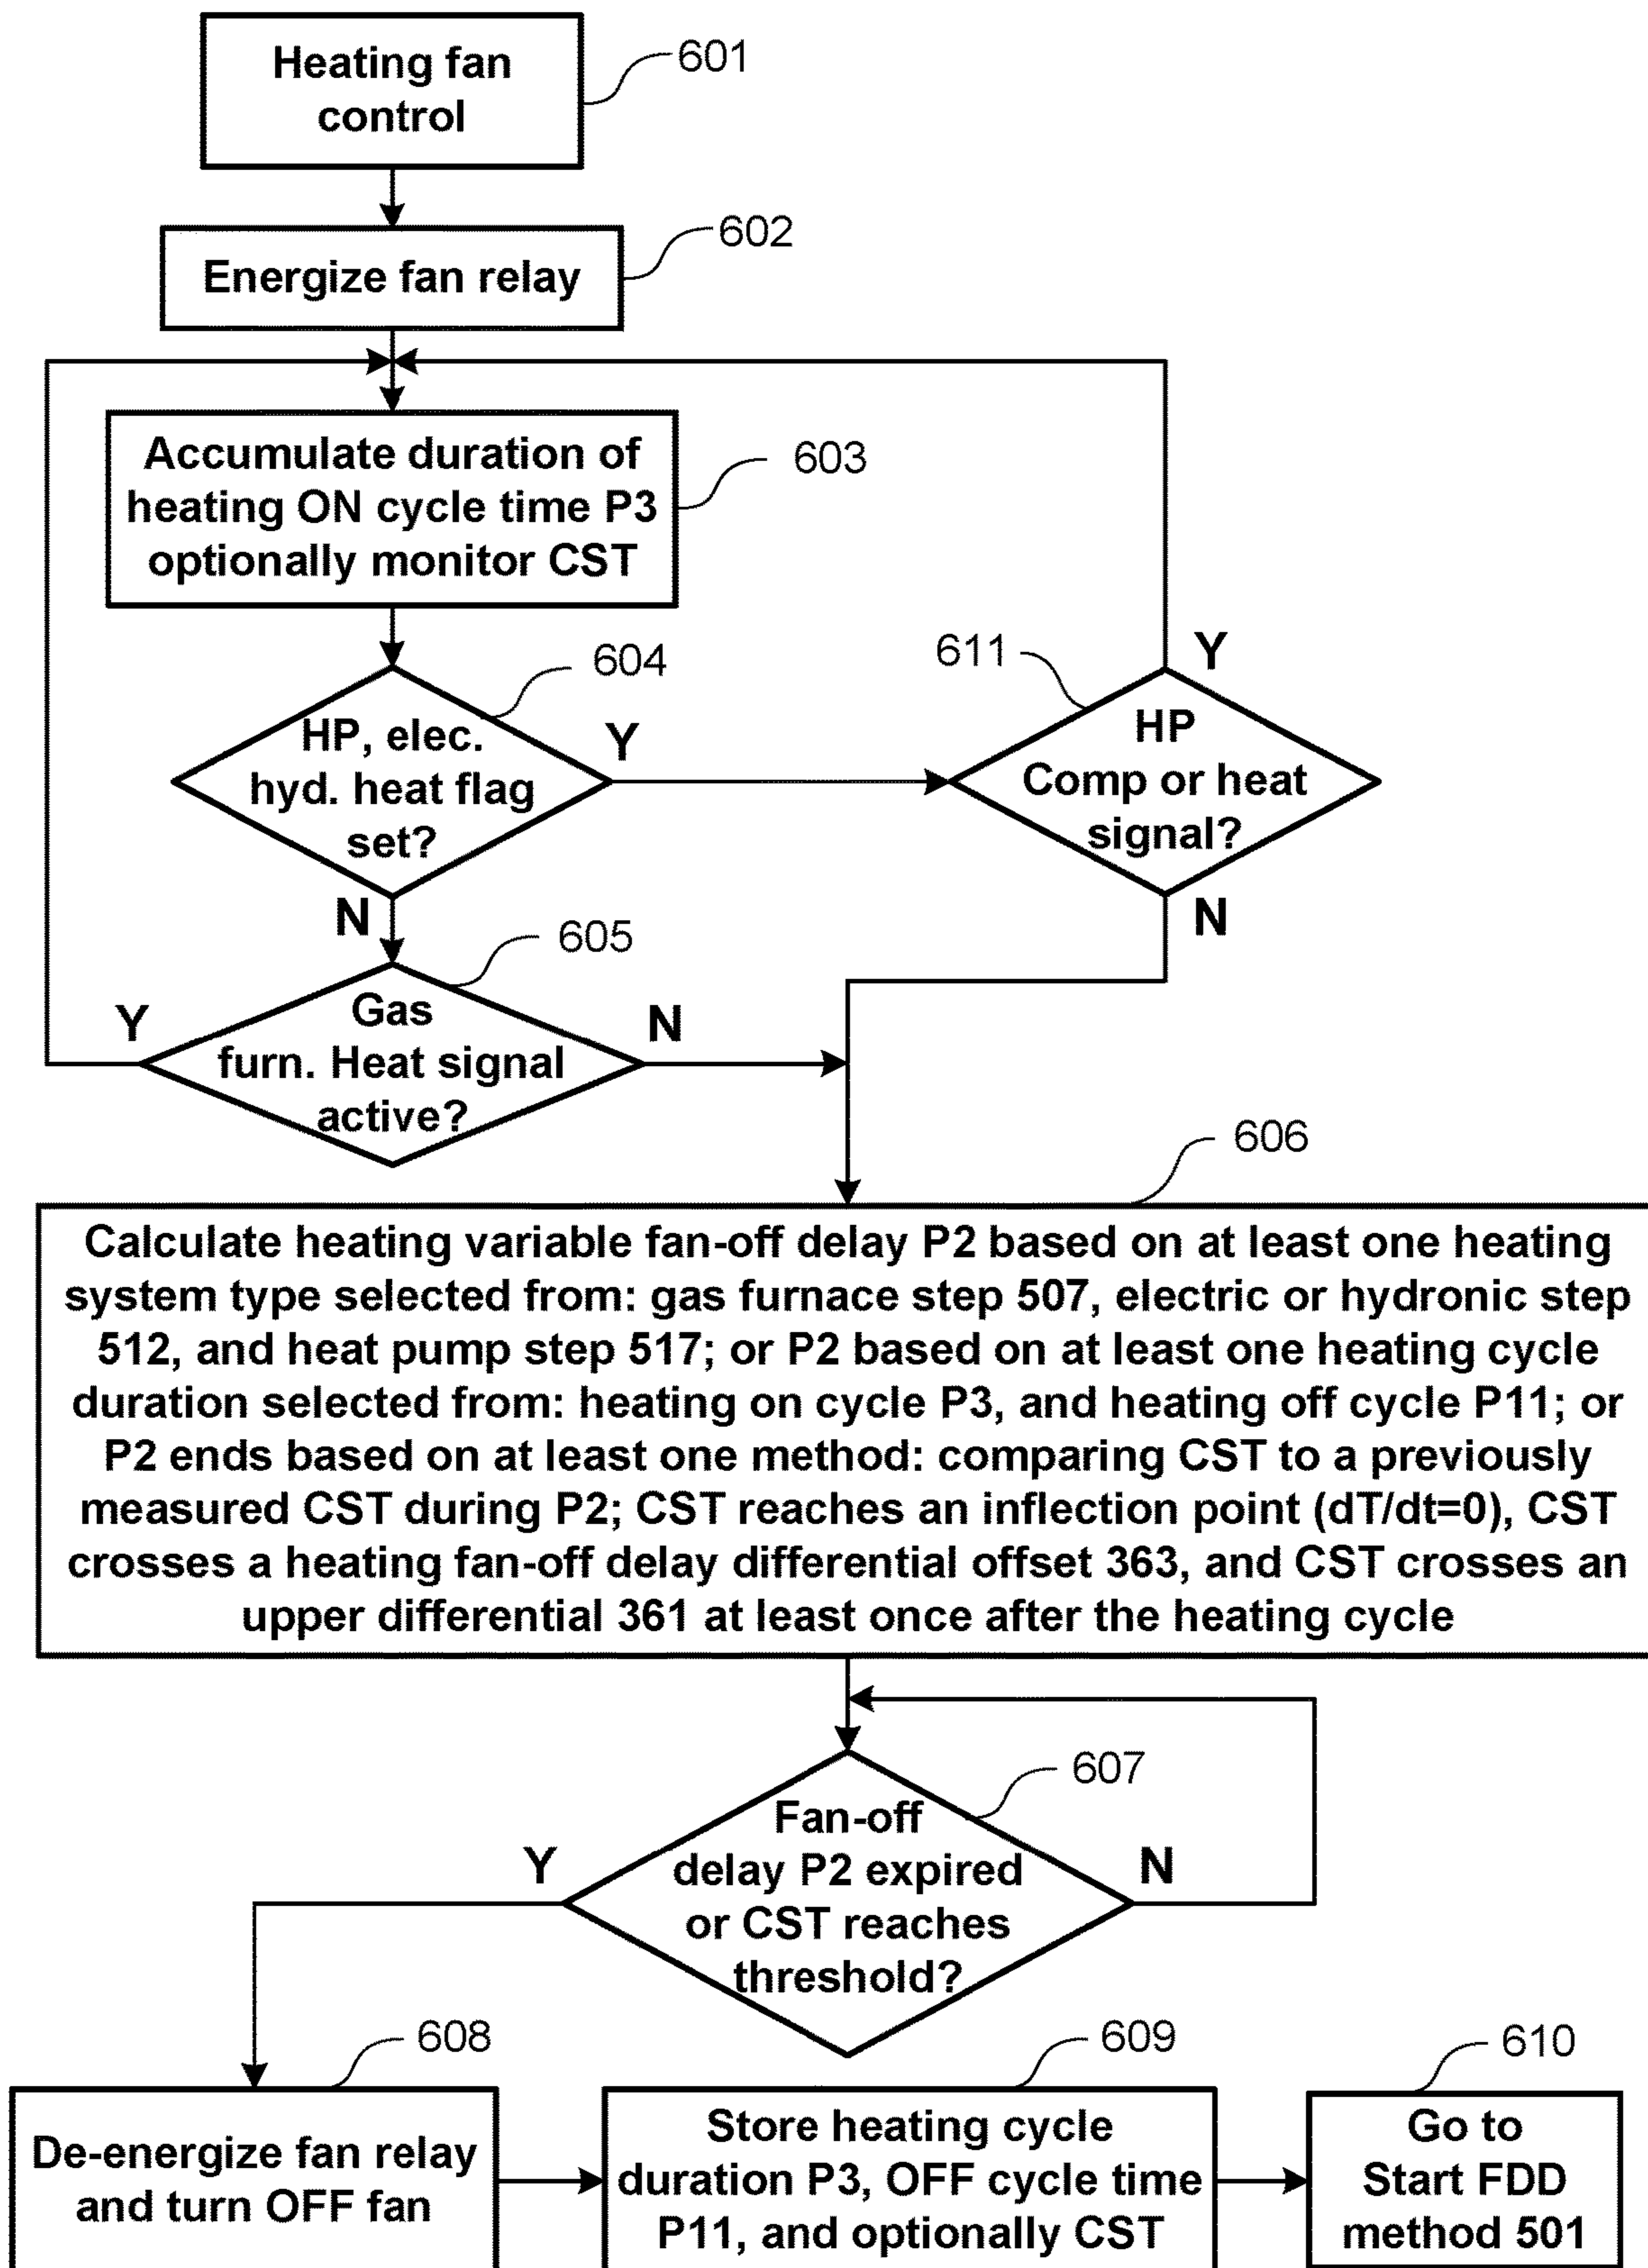 Heating fan
control
601
602
Energize fan relay
Accumulate duration of
heating ON cycle time P3
optionally monitor CST
603
604
HP, elec.
hyd. heat flag
set?
Y
N
611
Y
HP
Comp or heat
signal?
N
605
Y
Gas
furn. Heat signal
active?
N
606
Calculate heating variable fan-off delay P2 based on at least one heating
system type selected from: gas furnace step 507, electric or hydronic step
512, and heat pump step 517; or P2 based on at least one heating cycle
duration selected from: heating on cycle P3, and heating off cycle P11; or
P2 ends based on at least one method: comparing CST to a previously
measured CST during P2; CST reaches an inflection point (dT/dt=0), CST
crosses a heating fan-off delay differential offset 363, and CST crosses an
upper differential 361 at least once after the heating cycle
607
Y
Fan-off
delay P2 expired
or CST reaches
threshold?
N
608
De-energize fan relay
and turn OFF fan
609
Store heating cycle
duration P3, OFF cycle time
P11, and optionally CST
610
Go to
Start FDD
method 501